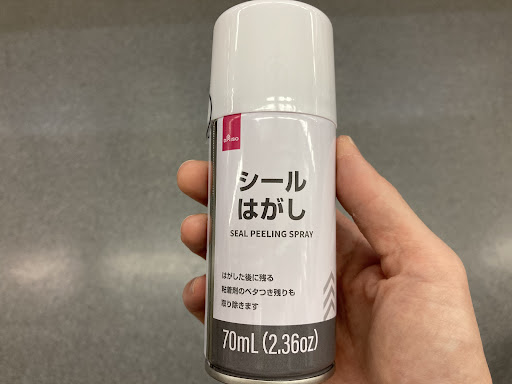 DAISO
シール
はがし
SEAL PEELING SPRAY
はがした後に残る
粘着剤のベタつき残りも
取り除きます
70mL (2.36oz)